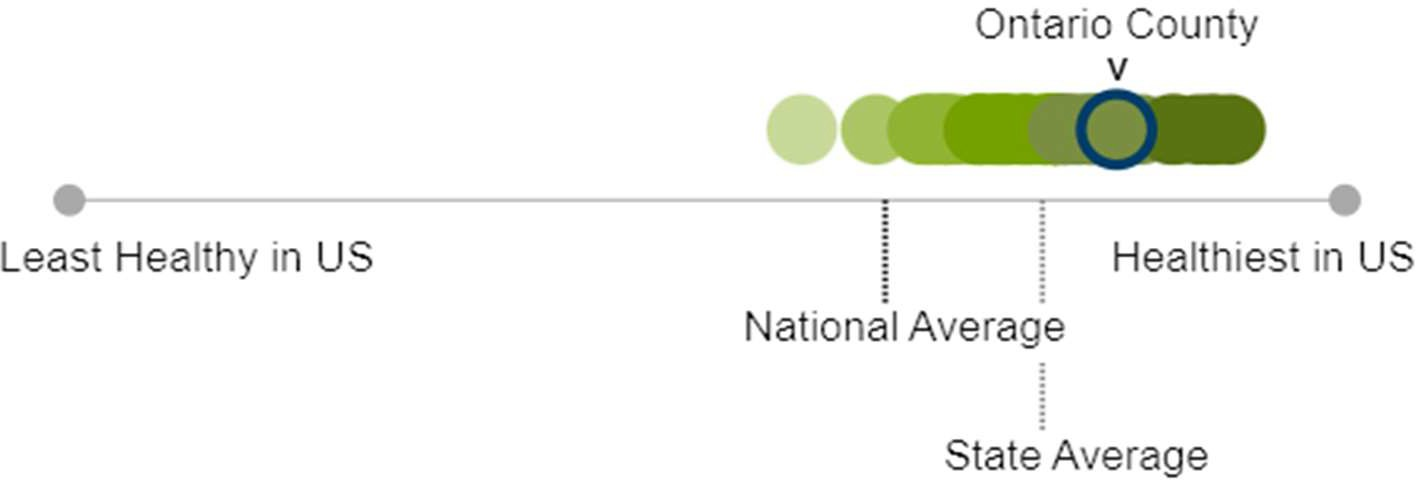 Ontario County
v
Least Healthy in US
Healthiest in US
National Average
State Average